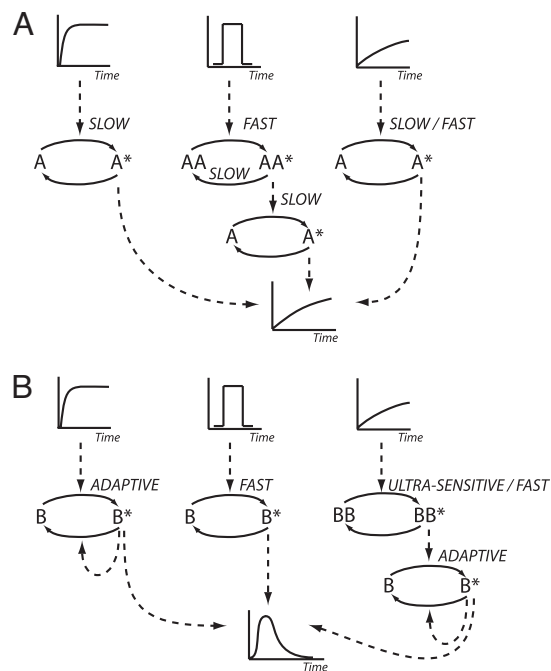 A
Time Time Time
SLOW FAST SLOW / FAST
A A* AA AA* A A*
SLOW
SLOW
A A*
Time
B
Time Time Time
ADAPTIVE FAST ULTRA-SENSITIVE / FAST
B B* B B* BB BB*
ADAPTIVE
B B*
Time